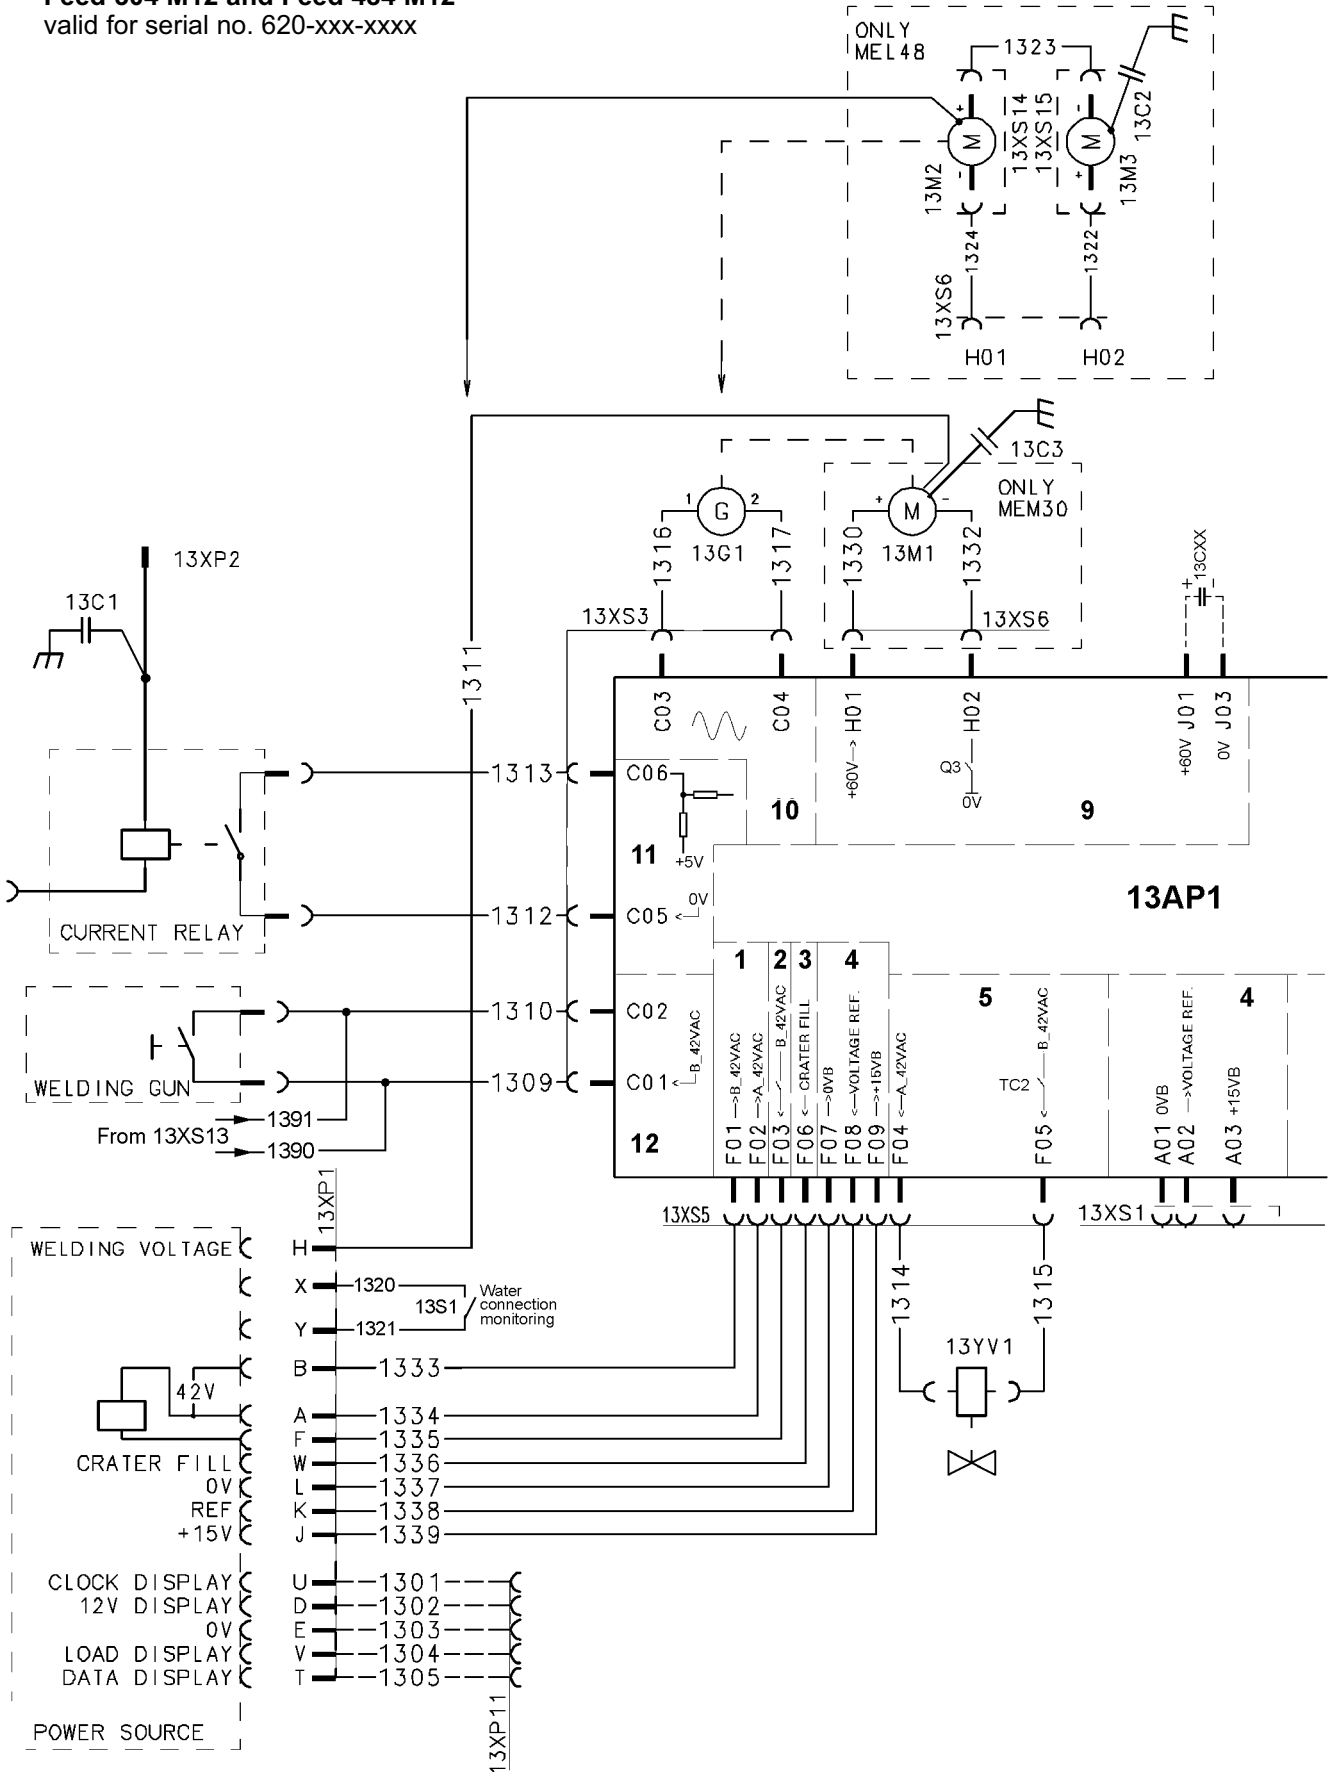 valid for serial no. 620-xxx-xxxx
ONLY
MEL48
1323
13XS14
13XS15
13C2
+
-
M
M
-
+
13M2
13M3
1324
1322
13XS6
H01
H02
13C3
ONLY
MEM30
1
G
2
+
M
-
13G1
13M1
1316
1317
1330
1332
13XS3
13XS6
+
13CXX
13XP2
13C1
1311
C03
C04
H01
+60V
H02
Q3
0V
J01
+60V
J03
0V
10
9
1313
C06
11
+5V
13AP1
1312
C05
0V
CURRENT RELAY
1
2
3
4
5
4
1310
C02
B_42VAC
1309
C01
12
WELDING GUN
1391
From 13XS13
1390
F01 B_42VAC
F02 A_42VAC
F03 B_42VAC
F06 CRATER FILL
F07 0VB
F08 VOLTAGE REF.
F09 +15VB
F04 A_42VAC
F05 B_42VAC
TC2
A01 0VB
A02 VOLTAGE REF.
A03 +15VB
13XP1
13XS5
13XS1
WELDING VOLTAGE H
X 1320
13S1
Water
connection
monitoring
Y 1321
1314
1315
13YV1
B 1333
42V
A 1334
F 1335
CRATER FILL W 1336
0V L 1337
REF K 1338
+15V J 1339
CLOCK DISPLAY U 1301
12V DISPLAY D 1302
0V E 1303
LOAD DISPLAY V 1304
DATA DISPLAY T 1305
13XP11
POWER SOURCE